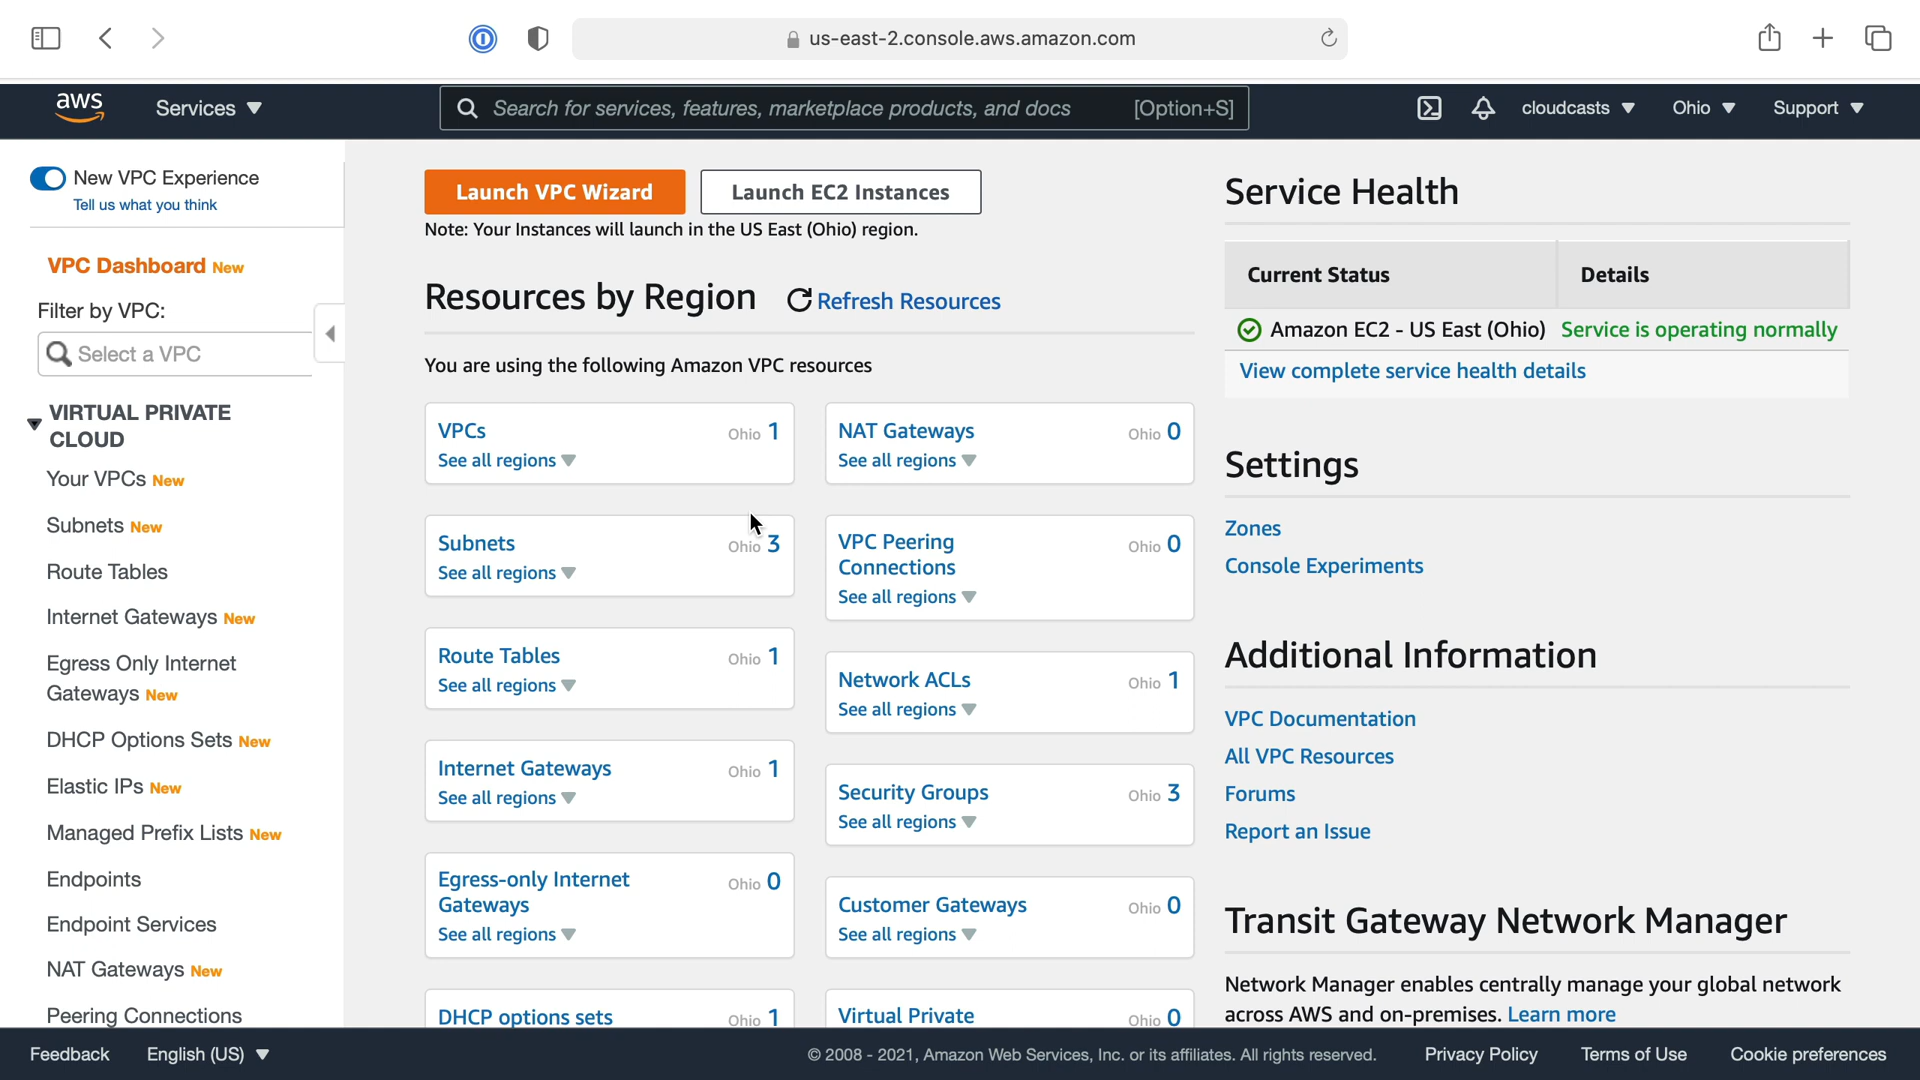 us-east-2.console.aws.amazon.com
aws
Services
Search for services, features, marketplace products, and docs [Option+S]
cloudcasts
Ohio
Support
New VPC Experience
Tell us what you think
VPC Dashboard New
Filter by VPC:
Select a VPC
VIRTUAL PRIVATE
CLOUD
Your VPCs New
Subnets New
Route Tables
Internet Gateways New
Egress Only Internet
Gateways New
DHCP Options Sets New
Elastic IPs New
Managed Prefix Lists New
Endpoints
Endpoint Services
NAT Gateways New
Peering Connections
Launch VPC Wizard
Launch EC2 Instances
Note: Your Instances will launch in the US East (Ohio) region.
Resources by Region
Refresh Resources
You are using the following Amazon VPC resources
VPCs Ohio 1
See all regions
Subnets Ohio 3
See all regions
Route Tables Ohio 1
See all regions
Internet Gateways Ohio 1
See all regions
Egress-only Internet Ohio 0
Gateways
See all regions
DHCP options sets Ohio 1
NAT Gateways Ohio 0
See all regions
VPC Peering Ohio 0
Connections
See all regions
Network ACLs Ohio 1
See all regions
Security Groups Ohio 3
See all regions
Customer Gateways Ohio 0
See all regions
Virtual Private Ohio 0
Service Health
Current Status Details
Amazon EC2 - US East (Ohio) Service is operating normally
View complete service health details
Settings
Zones
Console Experiments
Additional Information
VPC Documentation
All VPC Resources
Forums
Report an Issue
Transit Gateway Network Manager
Network Manager enables centrally manage your global network
across AWS and on-premises. Learn more
Feedback
English (US)
© 2008 - 2021, Amazon Web Services, Inc. or its affiliates. All rights reserved.
Privacy Policy
Terms of Use
Cookie preferences